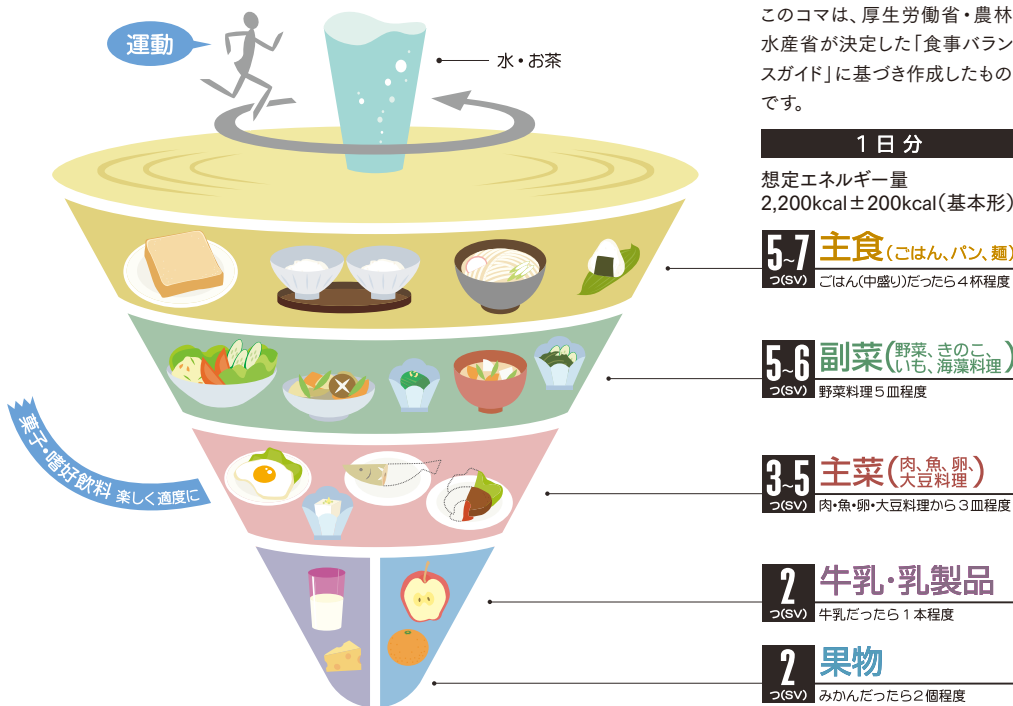 運動
水・お茶
このコマは、厚生労働省・農林
水産省が決定した「食事バラン
スガイド」に基づき作成したもの
です。
1日分
想定エネルギー量
2,200kcal±200kcal(基本形)
5~7
つ(SV)
主食(ごはん、パン、麺)
ごはん(中盛り)だったら4杯程度
5~6
つ(SV)
副菜(野菜、きのこ、
いも、海藻料理)
野菜料理5皿程度
菓子・嗜好飲料 楽しく適度に
3~5
つ(SV)
主菜(肉、魚、卵、
大豆料理)
肉・魚・卵・大豆料理から3皿程度
2
つ(SV)
牛乳・乳製品
牛乳だったら1本程度
2
つ(SV)
果物
みかんだったら2個程度